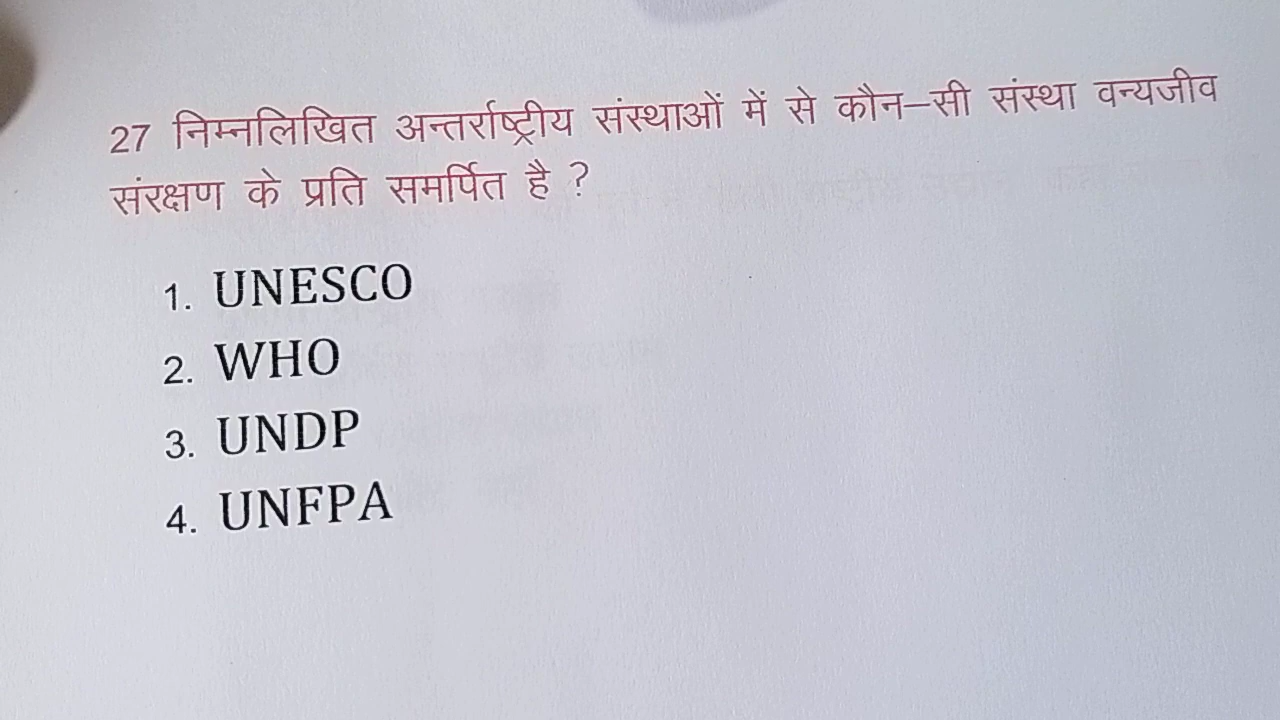 27 निम्नलिखित अन्तर्राष्ट्रीय संस्थाओं में से कौन–सी संस्था वन्यजीव
संरक्षण के प्रति समर्पित है ?
1. UNESCO
2. WHO
3. UNDP
4. UNFPA